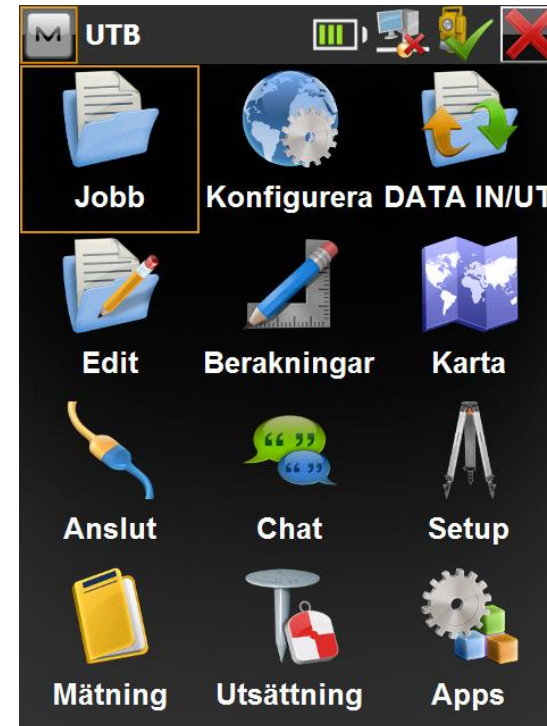 M UTB
Jobb Konfigurera DATA IN/UT
Edit Berakningar Karta
Anslut Chat Setup
Mätning Utsättning Apps